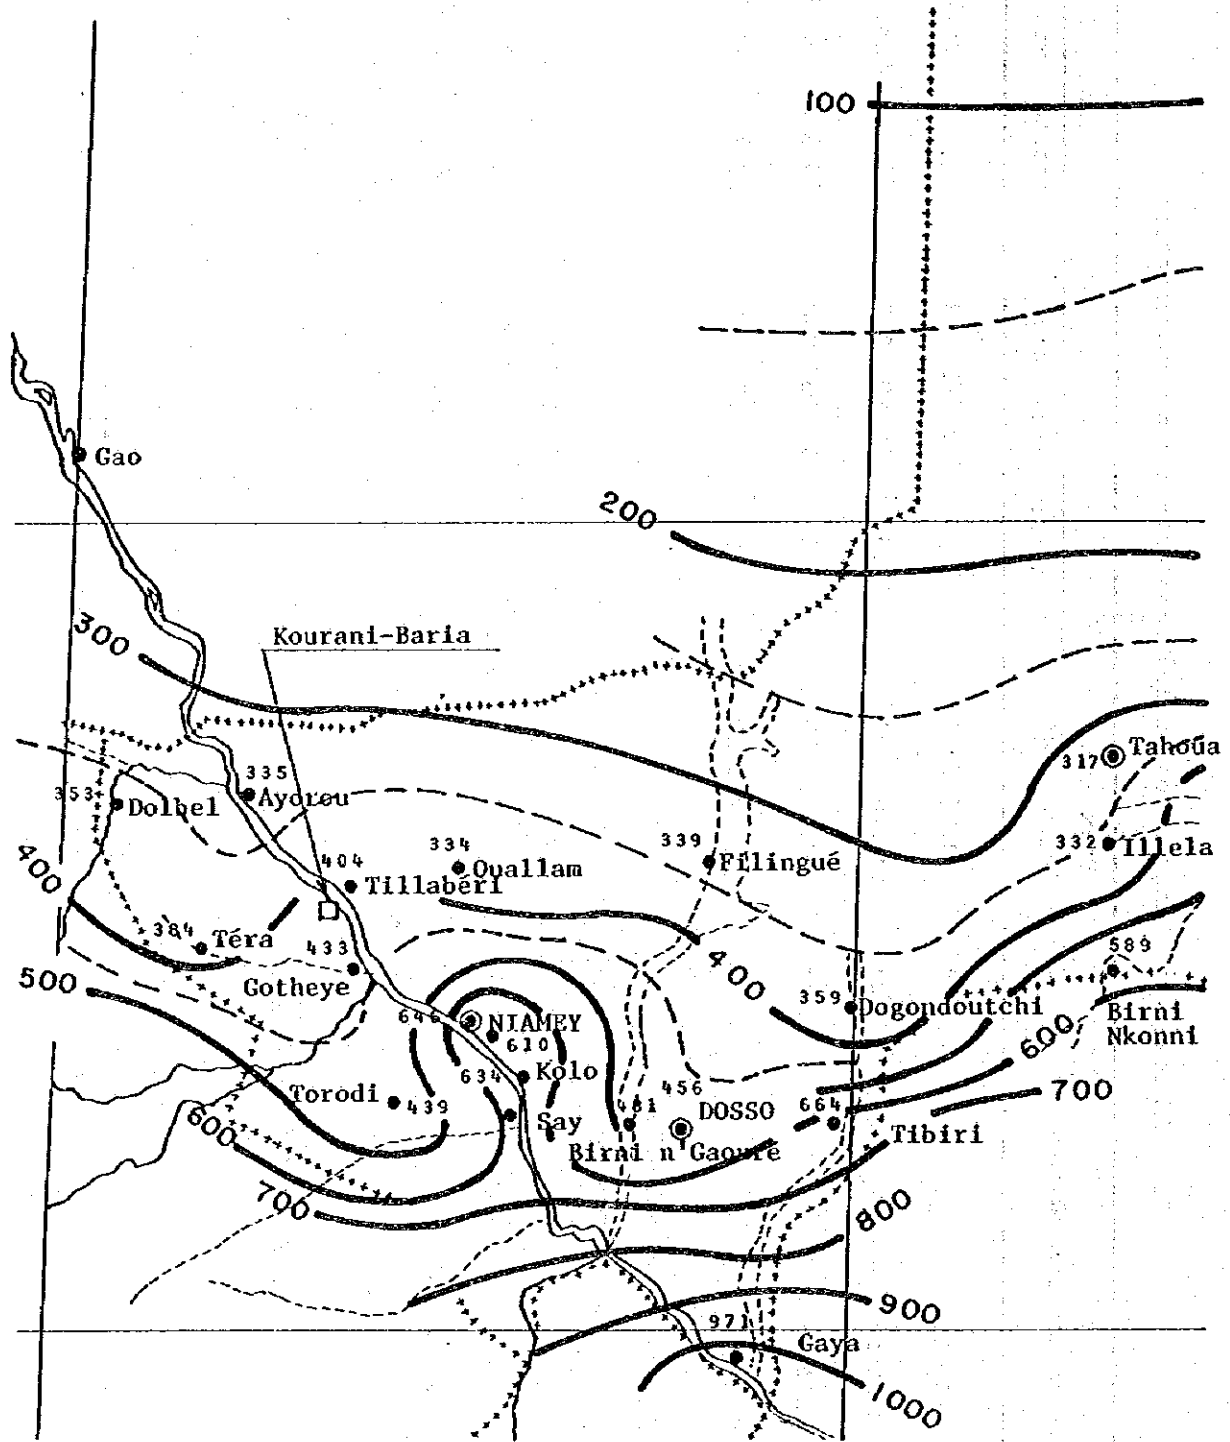 100
Gao
200
300
Kourani-Baria
317
Tahoua
335
353
Dolbel
Ayorou
334
339
332
Illela
400
404
Ouallam
Filingué
Tillabéri
384
Téra
433
400
589
500
Gotheye
359
Dogondoutchi
Birni
Nkonni
646
NIAMEY
610
600
634
Kolo
456
700
Torodi
439
481
DOSSO
664
Say
Tibiri
600
Birni n Gaouré
700
800
900
971
Gaya
1000